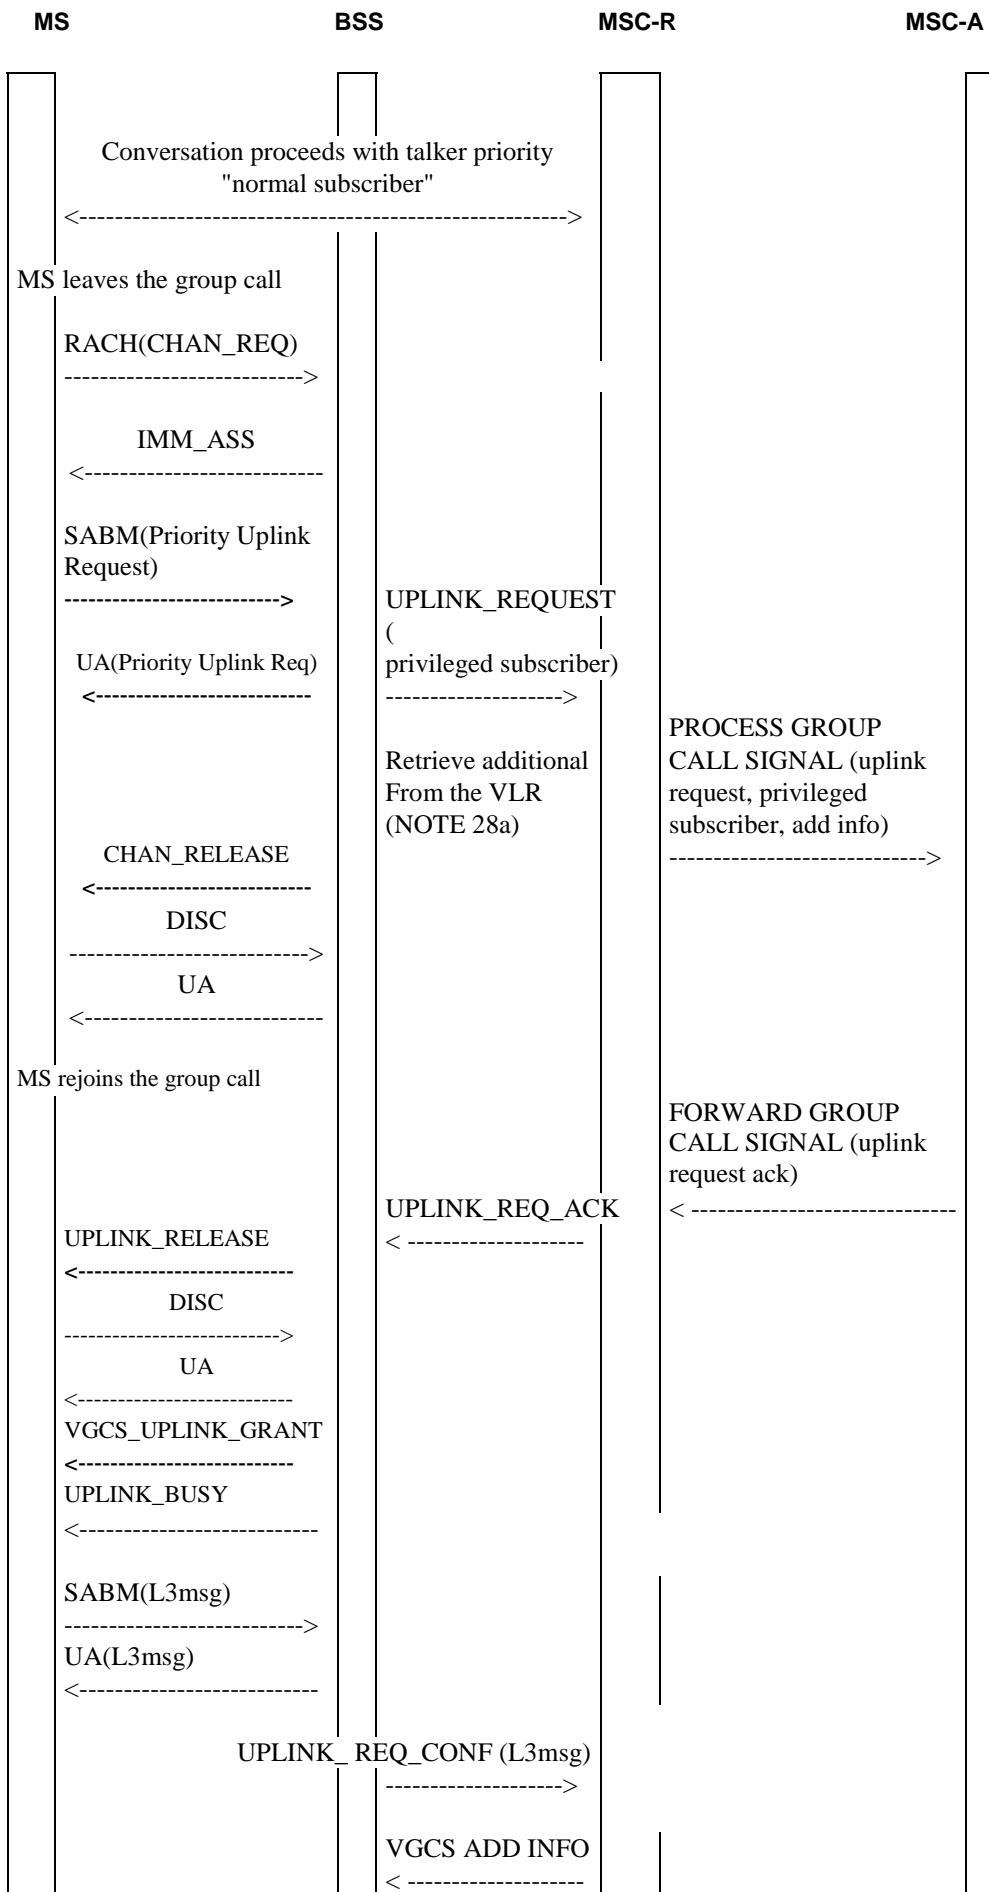 MS BSS MSC-R MSC-A
Conversation proceeds with talker priority
"normal subscriber"
<------------------------------------------------------>
MS leaves the group call
RACH(CHAN_REQ)
--------------------------->
IMM_ASS
<---------------------------
SABM(Priority Uplink
Request)
--------------------------->
UPLINK_REQUEST
(
privileged subscriber)
-------------------->
UA(Priority Uplink Req)
<---------------------------
PROCESS GROUP
CALL SIGNAL (uplink
request, privileged
subscriber, add info)
----------------------------->
Retrieve additional
From the VLR
(NOTE 28a)
CHAN_RELEASE
<---------------------------
DISC
--------------------------->
UA
<---------------------------
MS rejoins the group call
FORWARD GROUP
CALL SIGNAL (uplink
request ack)
< ------------------------------
UPLINK_REQ_ACK
< --------------------
UPLINK_RELEASE
<---------------------------
DISC
--------------------------->
UA
<---------------------------
VGCS_UPLINK_GRANT
<---------------------------
UPLINK_BUSY
<---------------------------
SABM(L3msg)
--------------------------->
UA(L3msg)
<---------------------------
UPLINK_ REQ_CONF (L3msg)
-------------------->
VGCS ADD INFO
< --------------------